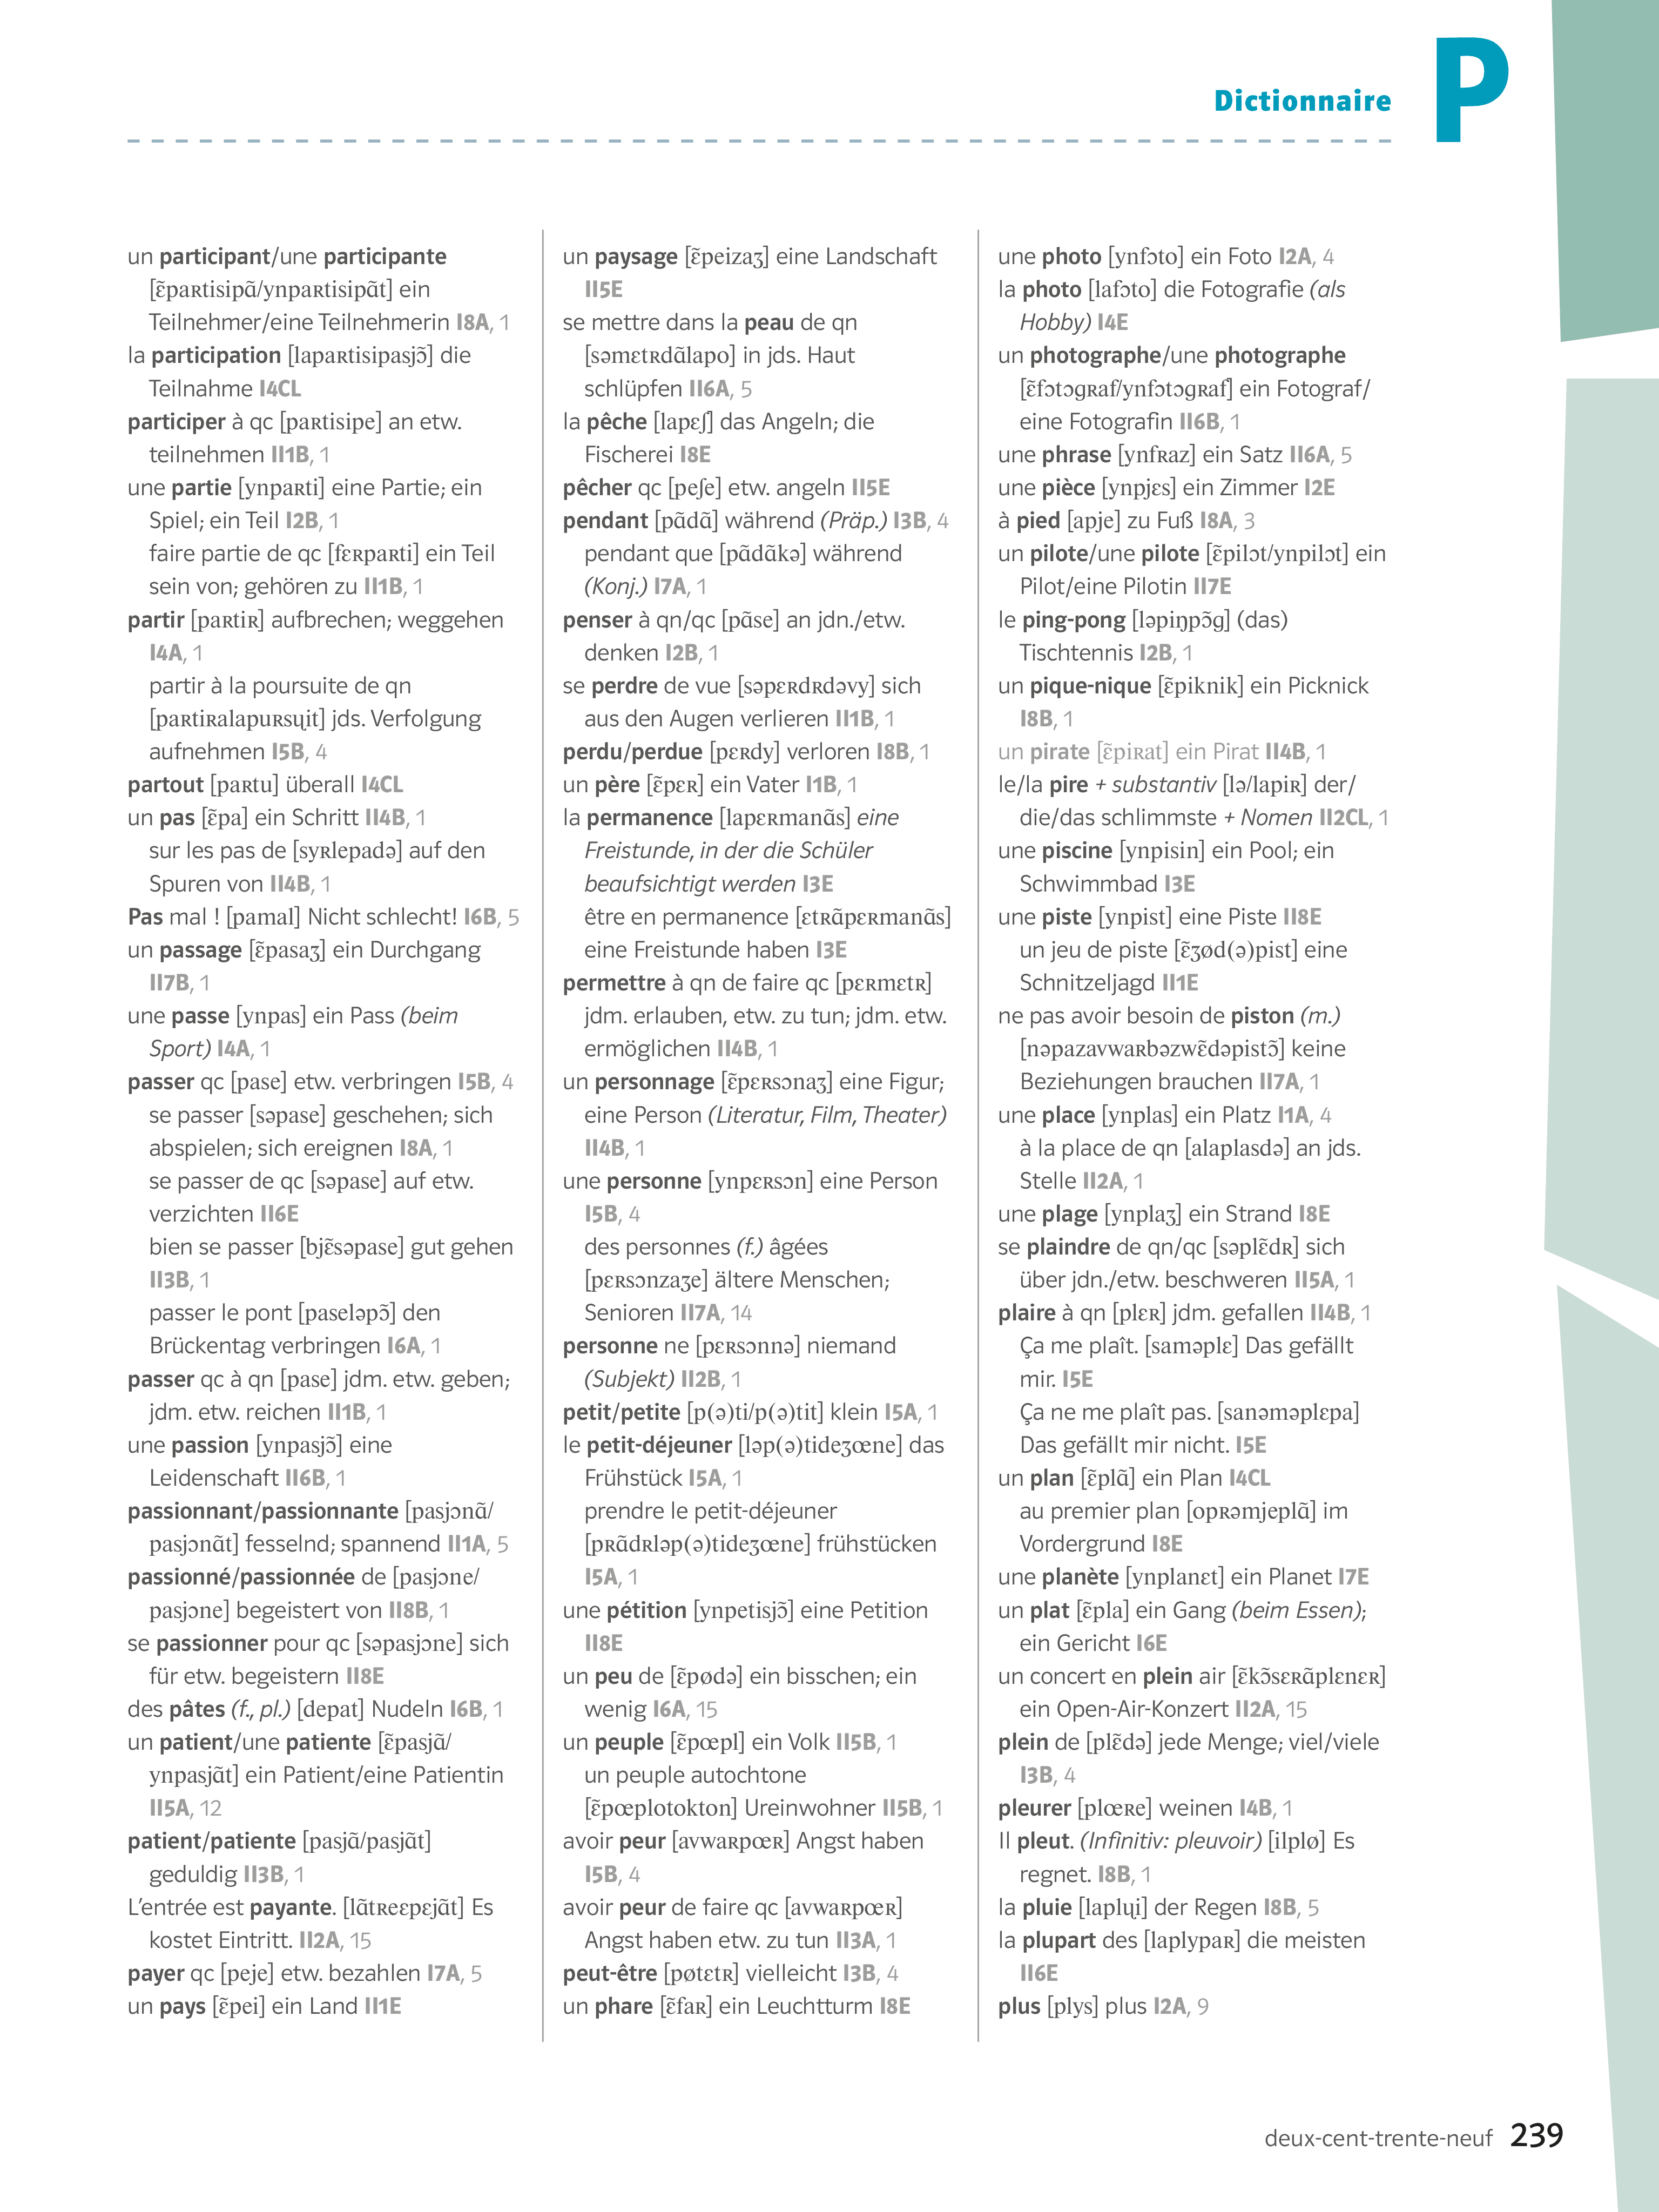 Dictionnaire
P
un participant/une participante
[ɛ̃paʀtisipɑ̃/ynpaʀtisipɑ̃t] ein
Teilnehmer/eine Teilnehmerin I8A, 1
la participation [lapaʀtisipasjɔ̃] die
Teilnahme I4CL
participer à qc [paʀtisipe] an etw.
teilnehmen II1B, 1
une partie [ynpaʀti] eine Partie; ein
Spiel; ein Teil I2B, 1
faire partie de qc [fɛʀpaʀti] ein Teil
sein von; gehören zu II1B, 1
partir [paʀtiʀ] aufbrechen; weggehen
I4A, 1
partir à la poursuite de qn
[paʀtiʀalapuʀsɥit] jds. Verfolgung
aufnehmen I5B, 4
partout [paʀtu] überall I4CL
un pas [ɛ̃pa] ein Schritt II4B, 1
sur les pas de [syʀlepadə] auf den
Spuren von II4B, 1
Pas mal ! [pamal] Nicht schlecht! I6B, 5
un passage [ɛ̃pasaʒ] ein Durchgang
II7B, 1
une passe [ynpas] ein Pass (beim
Sport) I4A, 1
passer qc [pase] etw. verbringen I5B, 4
se passer [səpase] geschehen; sich
abspielen; sich ereignen I8A, 1
se passer de qc [səpase] auf etw.
verzichten II6E
bien se passer [bjɛ̃səpase] gut gehen
II3B, 1
passer le pont [pasələpɔ̃] den
Brückentag verbringen I6A, 1
passer qc à qn [pase] jdm. etw. geben;
jdm. etw. reichen II1B, 1
une passion [ynpasjɔ̃] eine
Leidenschaft II6B, 1
passionnant/passionnante [pasjɔnɑ̃/
pasjɔnɑ̃t] fesselnd; spannend II1A, 5
passionné/passionnée de [pasjɔne/
pasjɔne] begeistert von II8B, 1
se passionner pour qc [səpasjɔne] sich
für etw. begeistern II8E
des pâtes (f., pl.) [depat] Nudeln I6B, 1
un patient/une patiente [ɛ̃pasjɑ̃/
ynpasjɑ̃t] ein Patient/eine Patientin
II5A, 12
patient/patiente [pasjɑ̃/pasjɑ̃t]
geduldig II3B, 1
L'entrée est payante. [lɑ̃tʀeɛpɛjɑ̃t] Es
kostet Eintritt. II2A, 15
payer qc [peje] etw. bezahlen I7A, 5
un pays [ɛ̃pei] ein Land II1E
un paysage [ɛ̃peizaʒ] eine Landschaft
II5E
se mettre dans la peau de qn
[səmɛtʀdɑ̃lapo] in jds. Haut
schlüpfen II6A, 5
la pêche [lapɛʃ] das Angeln; die
Fischerei I8E
pêcher qc [peʃe] etw. angeln II5E
pendant [pɑ̃dɑ̃] während (Präp.) I3B, 4
pendant que [pɑ̃dɑ̃kə] während
(Konj.) I7A, 1
penser à qn/qc [pɑ̃se] an jdn./etw.
denken I2B, 1
se perdre de vue [səpɛʀdʀdəvy] sich
aus den Augen verlieren II1B, 1
perdu/perdue [pɛʀdy] verloren I8B, 1
un père [ɛ̃pɛʀ] ein Vater I1B, 1
la permanence [lapɛʀmanɑ̃s] eine
Freistunde, in der die Schüler
beaufsichtigt werden I3E
être en permanence [ɛtʀɑ̃pɛʀmanɑ̃s]
eine Freistunde haben I3E
permettre à qn de faire qc [pɛʀmɛtʀ]
jdm. erlauben, etw. zu tun; jdm. etw.
ermöglichen II4B, 1
un personnage [ɛ̃pɛʀsɔnaʒ] eine Figur;
eine Person (Literatur, Film, Theater)
II4B, 1
une personne [ynpɛʀsɔn] eine Person
I5B, 4
des personnes (f.) âgées
[pɛʀsɔnzaʒe] ältere Menschen;
Senioren II7A, 14
personne ne [pɛʀsɔnnə] niemand
(Subjekt) II2B, 1
petit/petite [p(ə)ti/p(ə)tit] klein I5A, 1
le petit-déjeuner [ləp(ə)tideʒœne] das
Frühstück I5A, 1
prendre le petit-déjeuner
[pʀɑ̃dʀləp(ə)tideʒœne] frühstücken
I5A, 1
une pétition [ynpetisjɔ̃] eine Petition
II8E
un peu de [ɛ̃pødə] ein bisschen; ein
wenig I6A, 15
un peuple [ɛ̃pœpl] ein Volk II5B, 1
un peuple autochtone
[ɛ̃pœplotokton] Ureinwohner II5B, 1
avoir peur [avwaʀpœʀ] Angst haben
I5B, 4
avoir peur de faire qc [avwaʀpœʀ]
Angst haben etw. zu tun II3A, 1
peut-être [pøtɛtʀ] vielleicht I3B, 4
un phare [ɛ̃faʀ] ein Leuchtturm I8E
une photo [ynfɔto] ein Foto I2A, 4
la photo [lafɔto] die Fotografie (als
Hobby) I4E
un photographe/une photographe
[ɛ̃fɔtɔgʀaf/ynfɔtɔgʀaf] ein Fotograf/
eine Fotografin II6B, 1
une phrase [ynfʀaz] ein Satz II6A, 5
une pièce [ynpjɛs] ein Zimmer I2E
à pied [apje] zu Fuß I8A, 3
un pilote/une pilote [ɛ̃pilɔt/ynpilɔt] ein
Pilot/eine Pilotin II7E
le ping-pong [ləpiŋpɔ̃g] (das)
Tischtennis I2B, 1
un pique-nique [ɛ̃piknik] ein Picknick
I8B, 1
un pirate [ɛ̃piʀat] ein Pirat II4B, 1
le/la pire + substantiv [lə/lapiʀ] der/
die/das schlimmste + Nomen II2CL, 1
une piscine [ynpisin] ein Pool; ein
Schwimmbad I3E
une piste [ynpist] eine Piste II8E
un jeu de piste [ɛ̃ʒød(ə)pist] eine
Schnitzeljagd II1E
ne pas avoir besoin de piston (m.)
[nəpazavwaʀbəzwɛ̃dəpistɔ̃] keine
Beziehungen brauchen II7A, 1
une place [ynplas] ein Platz I1A, 4
à la place de qn [alaplasdə] an jds.
Stelle II2A, 1
une plage [ynplaʒ] ein Strand I8E
se plaindre de qn/qc [səplɛ̃dʀ] sich
über jdn./etw. beschweren II5A, 1
plaire à qn [plɛʀ] jdm. gefallen II4B, 1
Ça me plaît. [saməplɛ] Das gefällt
mir. I5E
Ça ne me plaît pas. [sanəməplɛpa]
Das gefällt mir nicht. I5E
un plan [ɛ̃plɑ̃] ein Plan I4CL
au premier plan [opʀəmjeplɑ̃] im
Vordergrund I8E
une planète [ynplanɛt] ein Planet I7E
un plat [ɛ̃pla] ein Gang (beim Essen);
ein Gericht I6E
un concert en plein air [ɛ̃kɔ̃sɛʀɑ̃plɛnɛʀ]
ein Open-Air-Konzert II2A, 15
plein de [plɛ̃də] jede Menge; viel/viele
I3B, 4
pleurer [plœʀe] weinen I4B, 1
Il pleut. (Infinitiv: pleuvoir) [ilplø] Es
regnet. I8B, 1
la pluie [laplɥi] der Regen I8B, 5
la plupart des [laplypaʀ] die meisten
II6E
plus [plys] plus I2A, 9
deux-cent-trente-neuf 239